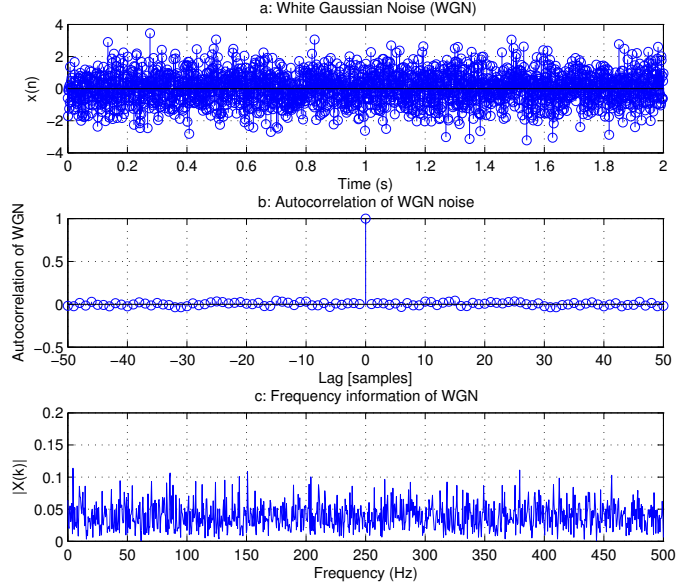 a: White Gaussian Noise (WGN)
x(n)
4
2
0
−2
−4
0 0.2 0.4 0.6 0.8 1 1.2 1.4 1.6 1.8 2
Time (s)
b: Autocorrelation of WGN noise
Autocorrelation of WGN
1
0.5
0
−0.5
−50 −40 −30 −20 −10 0 10 20 30 40 50
Lag [samples]
c: Frequency information of WGN
|X(k)|
0.2
0.15
0.1
0.05
0
0 50 100 150 200 250 300 350 400 450 500
Frequency (Hz)